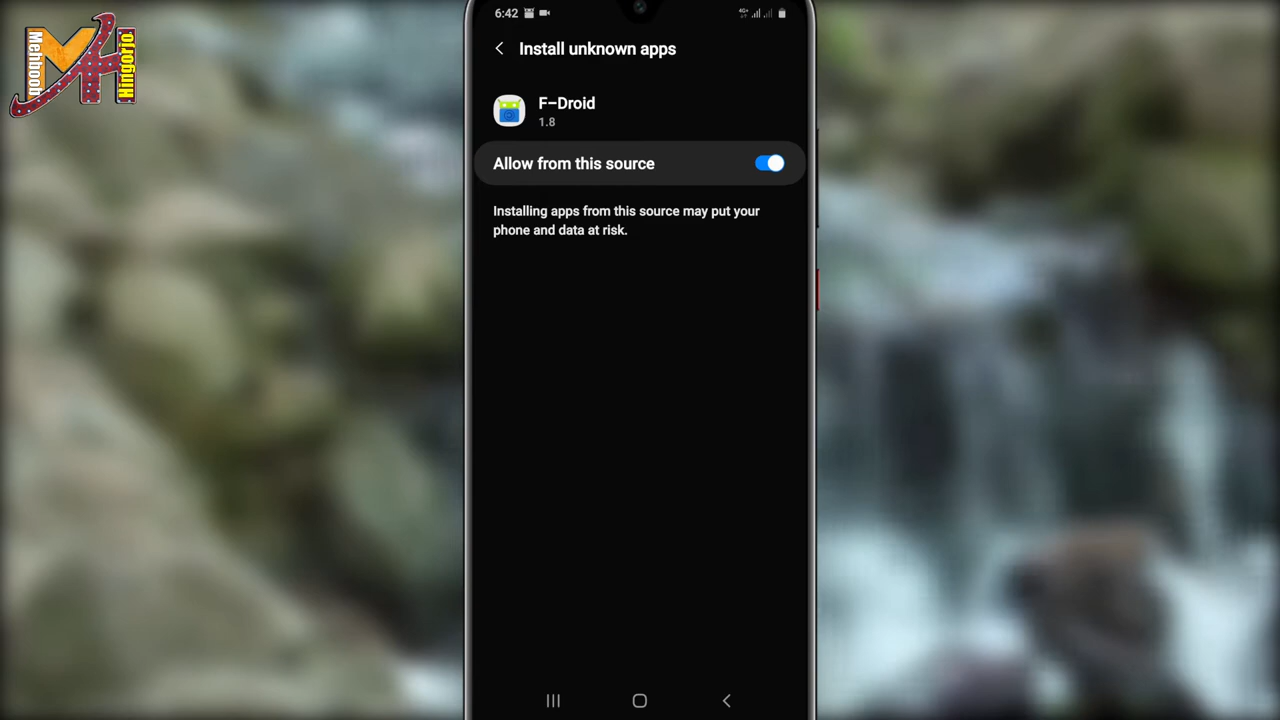 Mehboob
Hingorjo
6:42
4G+
Install unknown apps
F-Droid
1.8
Allow from this source
Installing apps from this source may put your
phone and data at risk.